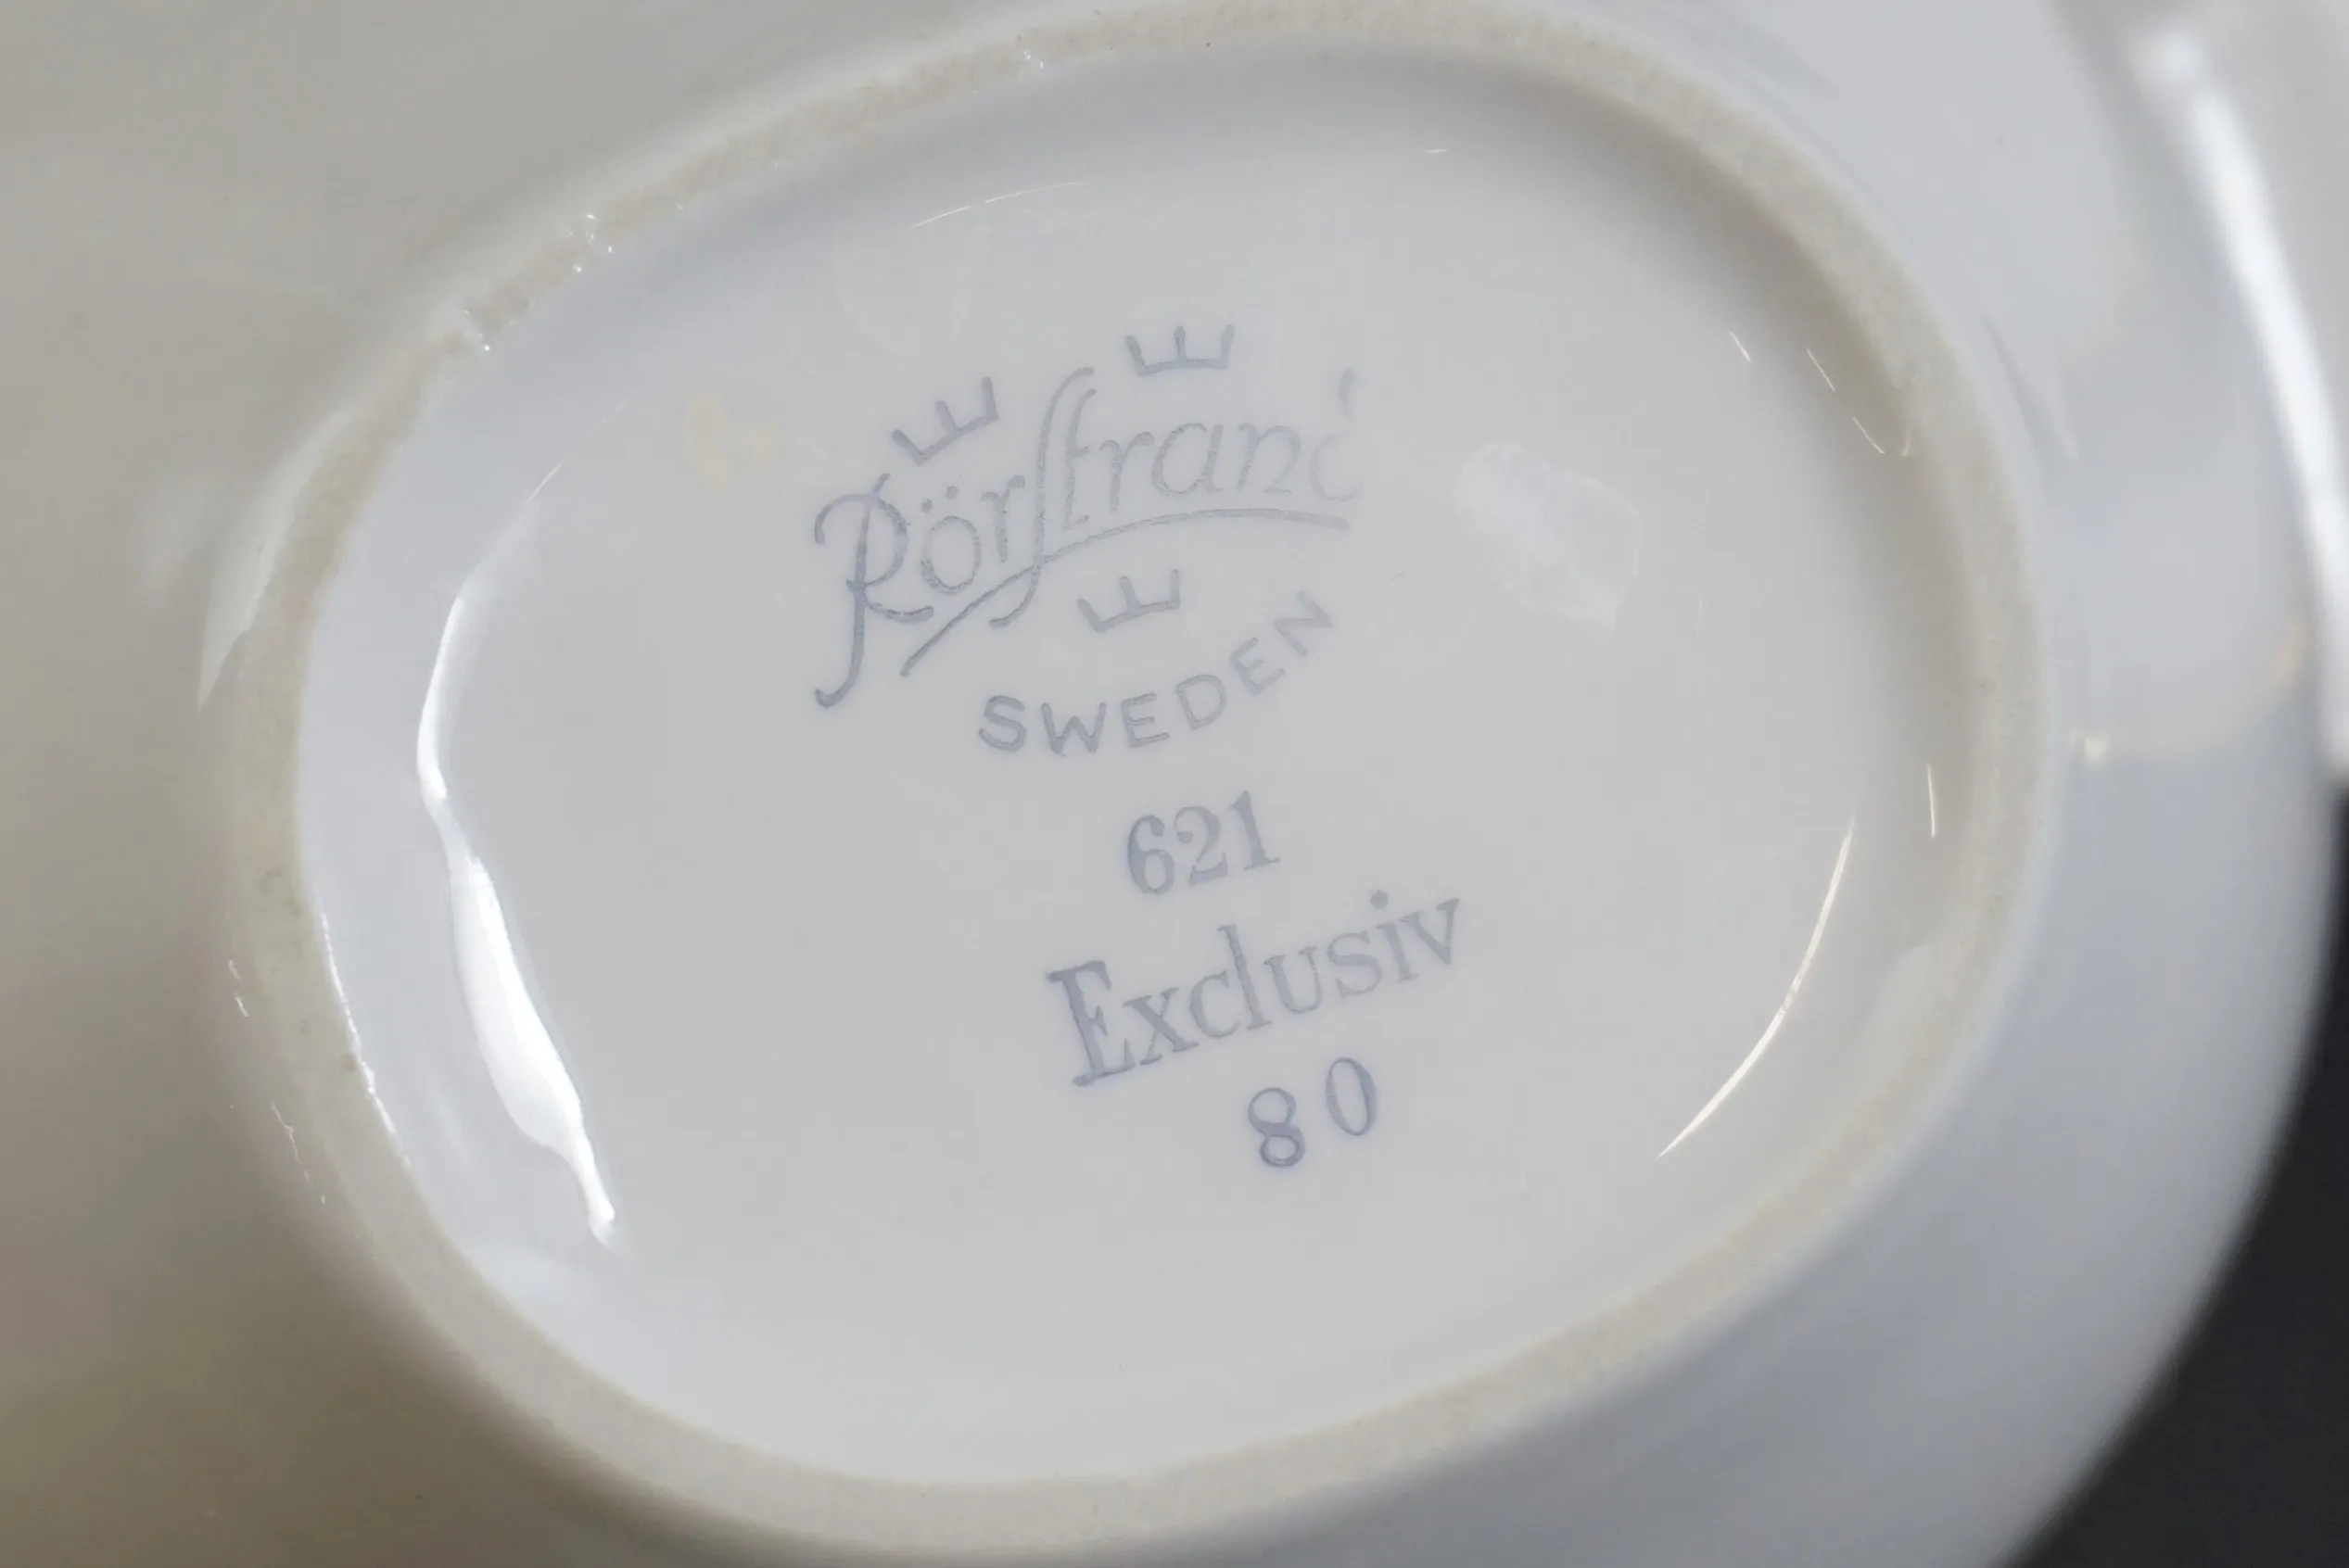 Rörstrand
SWEDEN
621
Exclusiv
80